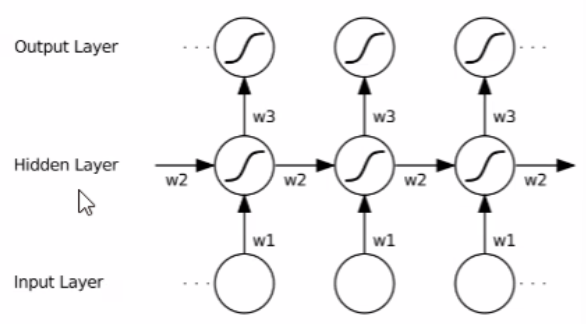 Output Layer
w3 w3 w3
Hidden Layer
w2 w2 w2 w2
w1 w1 w1
Input Layer